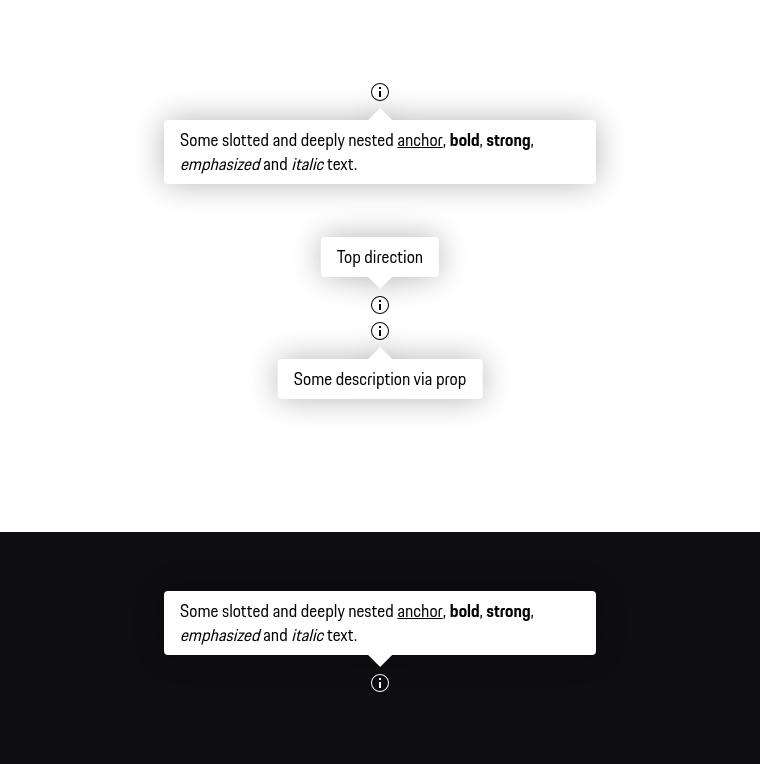 Some slotted and deeply nested anchor, bold, strong,
emphasized and italic text.
Top direction
Some description via prop
Some slotted and deeply nested anchor, bold, strong,
emphasized and italic text.